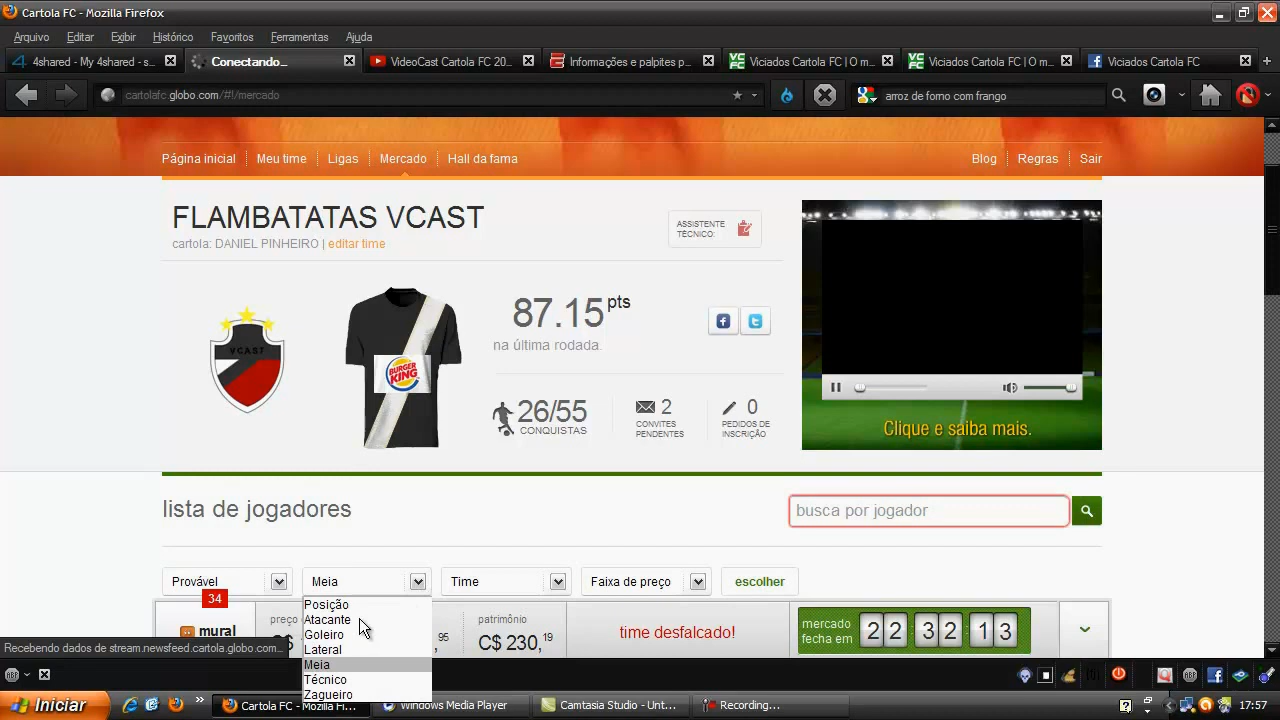 Cartola FC - Mozilla Firefox
Arquivo Editar Exibir Histórico Favoritos Ferramentas Ajuda
4shared - My 4shared - s... Conectando... VideoCast Cartola FC 20... Informações e palpites p... Viciados Cartola FC | O m... Viciados Cartola FC | O m... Viciados Cartola FC
cartolafc.globo.com/#!/mercado arroz de forno com frango
Página inicial Meu time Ligas Mercado Hall da fama Blog Regras Sair
FLAMBATATAS VCAST
cartola: DANIEL PINHEIRO | editar time
ASSISTENTE
TÉCNICO:
VCAST
BURGER
KING
87.15 pts
na última rodada.
26/55
CONQUISTAS
2
CONVITES
PENDENTES
0
PEDIDOS DE
INSCRIÇÃO
Clique e saiba mais.
lista de jogadores
busca por jogador
Provável Meia Time Faixa de preço escolher
34
Posição
Atacante
Goleiro
Lateral
Meia
Técnico
Zagueiro
mural
preço
C$
95
patrimônio
C$ 230,19
time desfalcado!
mercado
fecha em
22 32 13
Recebendo dados de stream.newsfeed.cartola.globo.com...
Iniciar Cartola FC - Mozilla Fi... Windows Media Player Camtasia Studio - Unt... Recording... 17:57